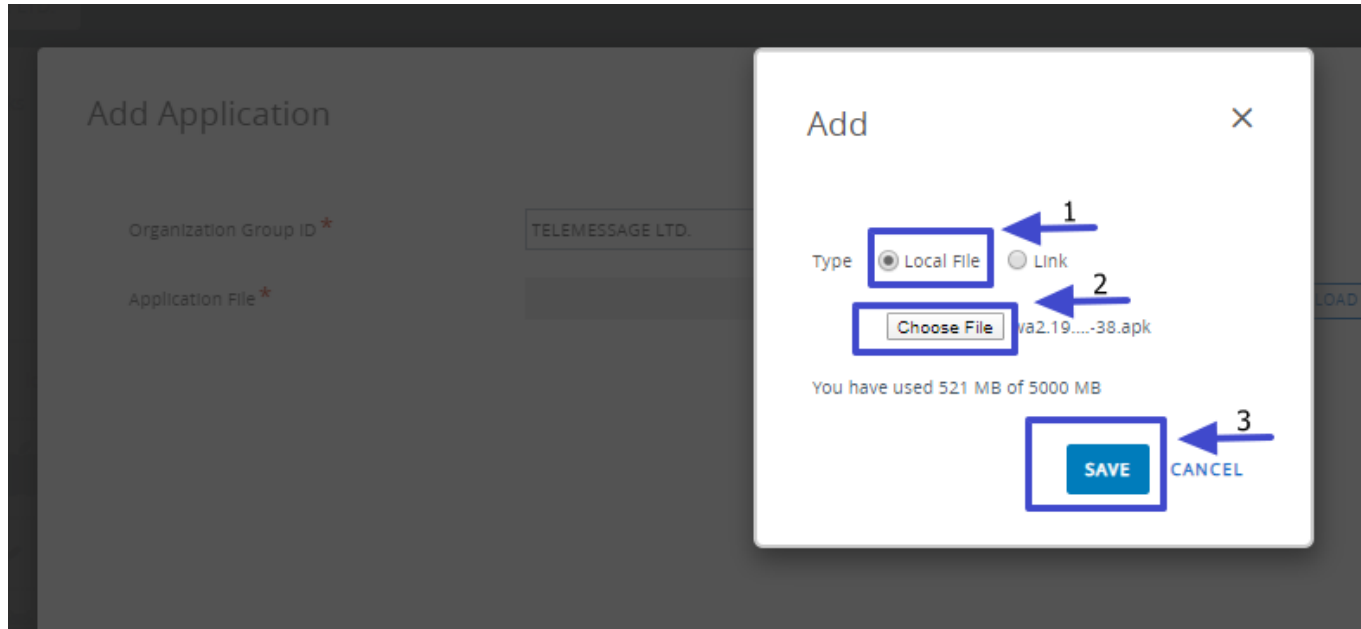 Add Application
Organization Group ID *
TELEMESSAGE LTD.
Application File *
LOAD
Add
1
Type Local File Link
2
Choose File wa2.19....-38.apk
You have used 521 MB of 5000 MB
3
SAVE CANCEL